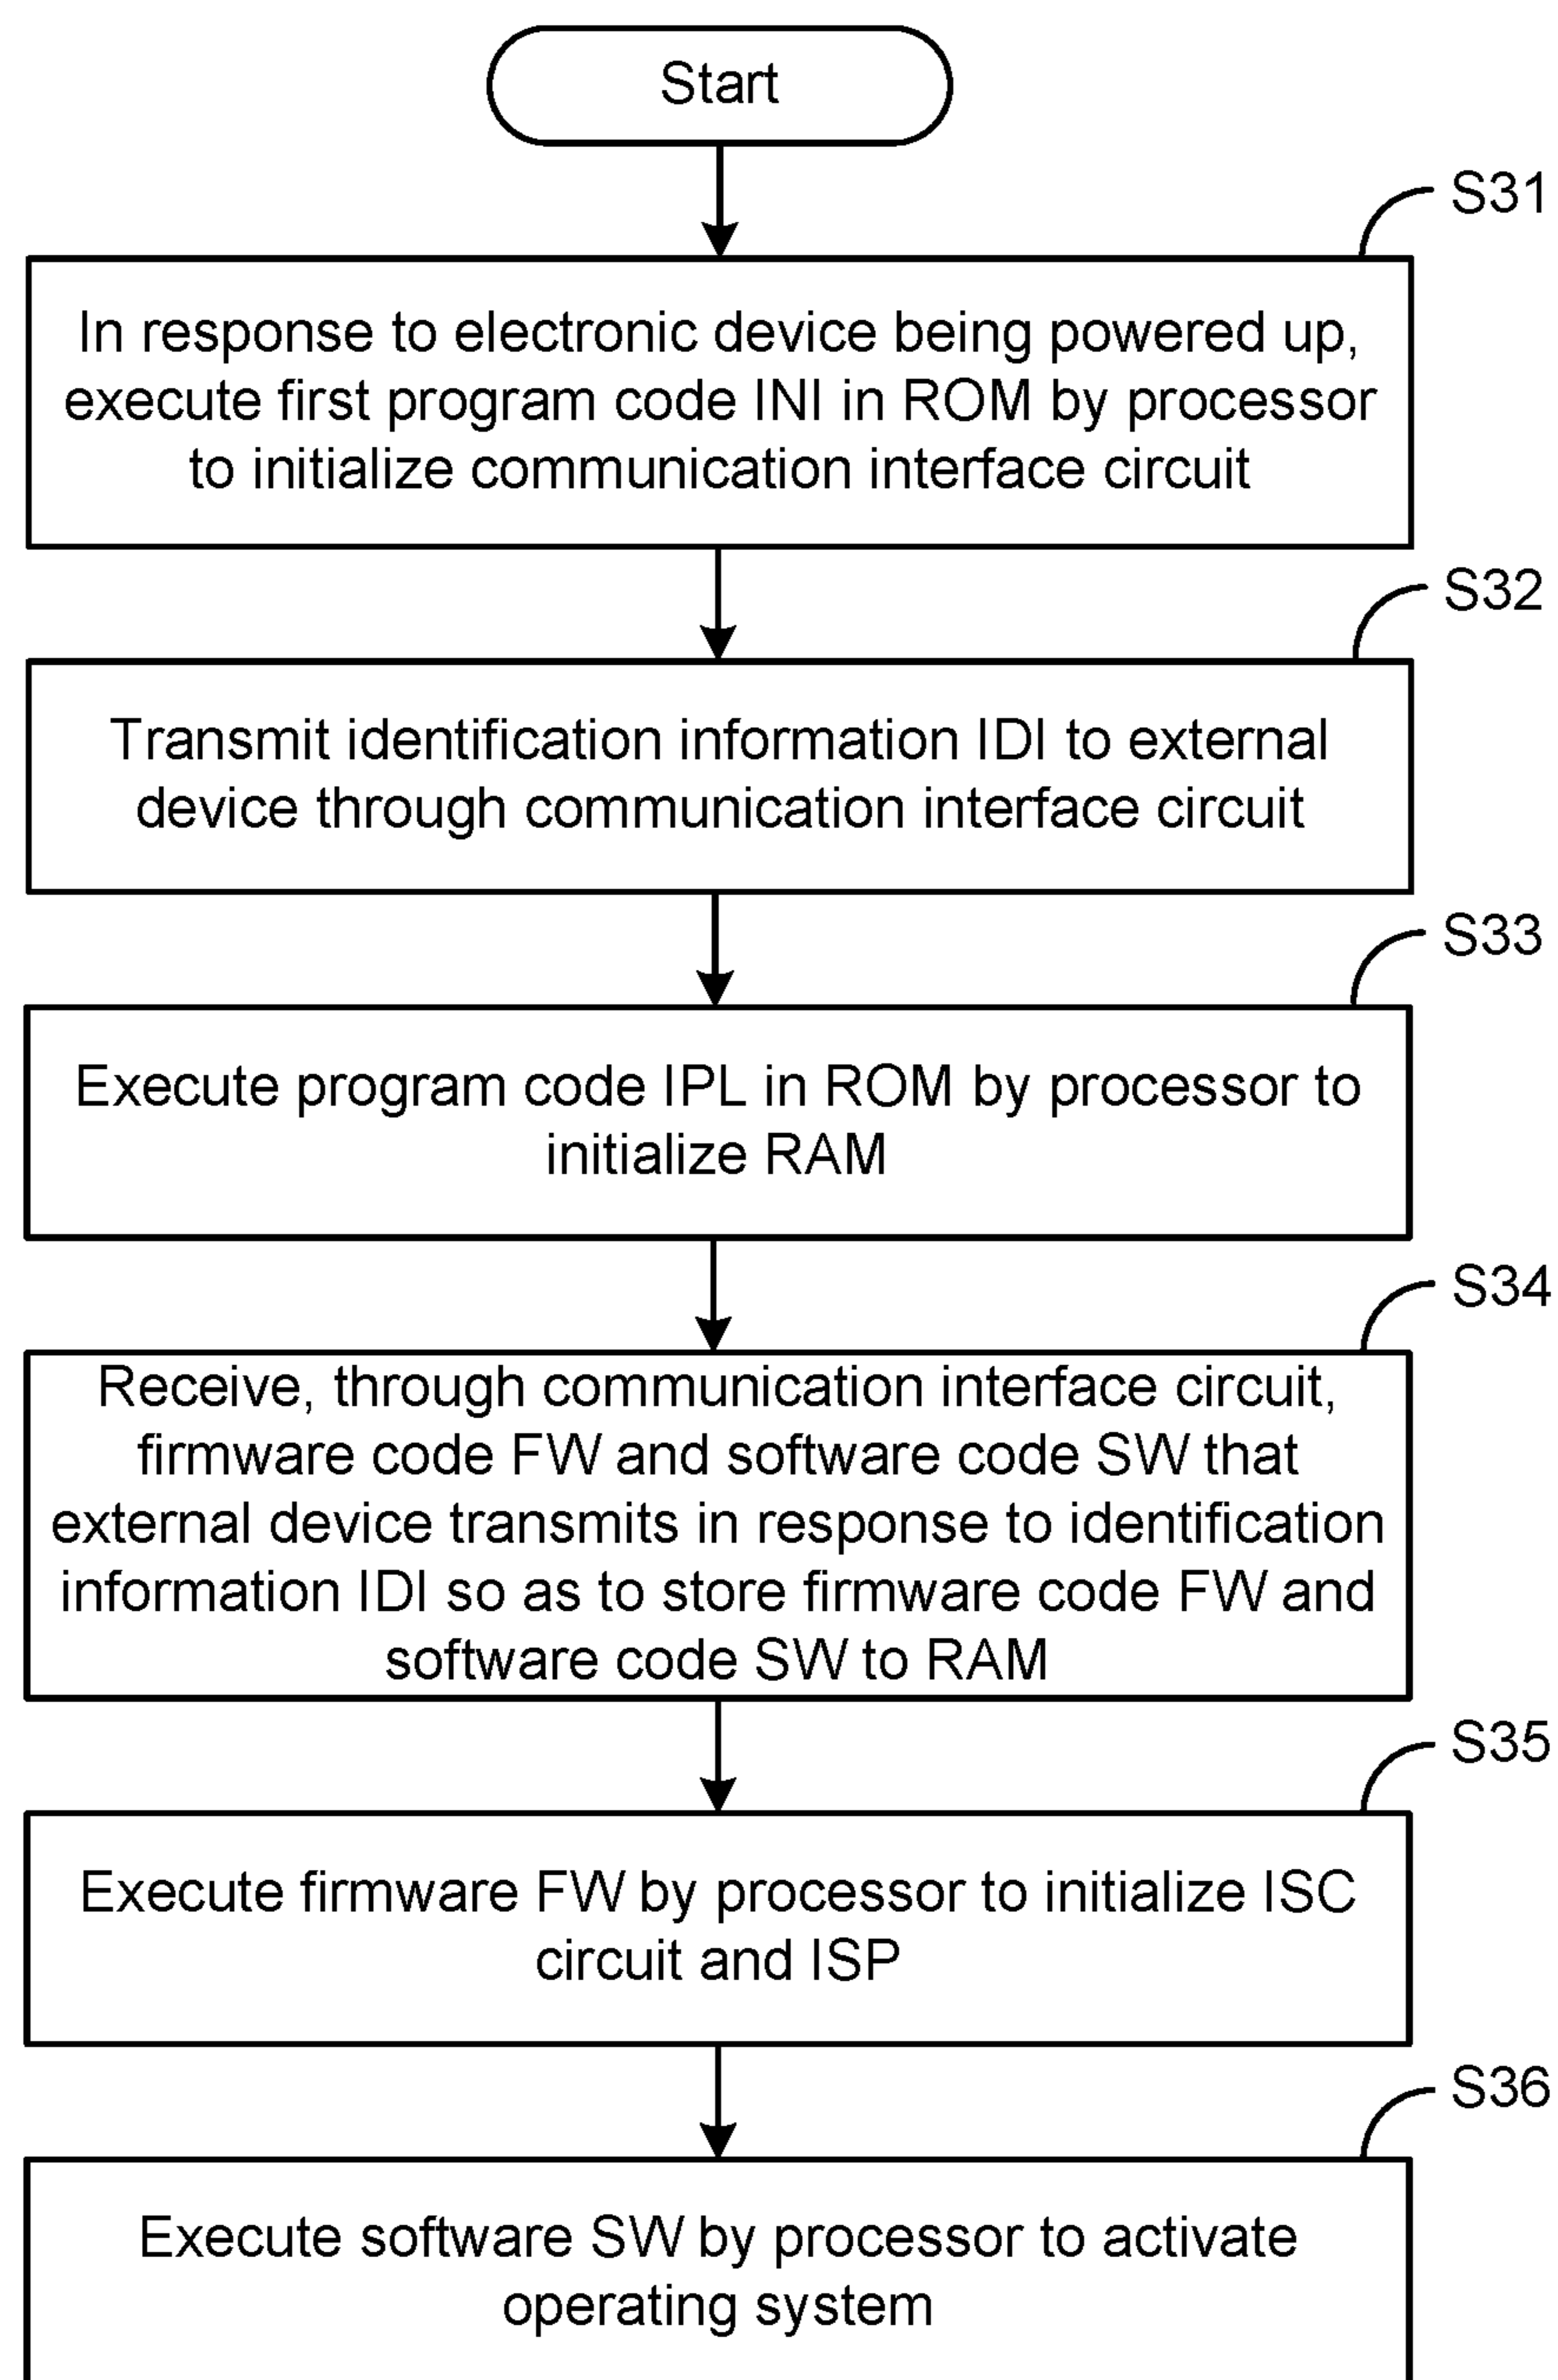 Start
S31
In response to electronic device being powered up,
execute first program code INI in ROM by processor
to initialize communication interface circuit
S32
Transmit identification information IDI to external
device through communication interface circuit
S33
Execute program code IPL in ROM by processor to
initialize RAM
S34
Receive, through communication interface circuit,
firmware code FW and software code SW that
external device transmits in response to identification
information IDI so as to store firmware code FW and
software code SW to RAM
S35
Execute firmware FW by processor to initialize ISC
circuit and ISP
S36
Execute software SW by processor to activate
operating system